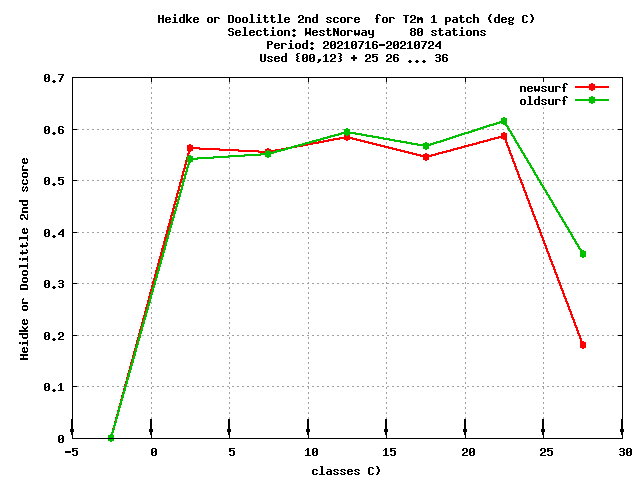 Heidke or Doolittle 2nd score  for T2m 1 patch (deg C)
Selection: WestNorway     80 stations
Period: 20210716-20210724
Used {00,12} + 25 26 ... 36
newsurf
oldsurf
Heidke or Doolittle 2nd score
0.7
0.6
0.5
0.4
0.3
0.2
0.1
0
-5 0 5 10 15 20 25 30
classes C)